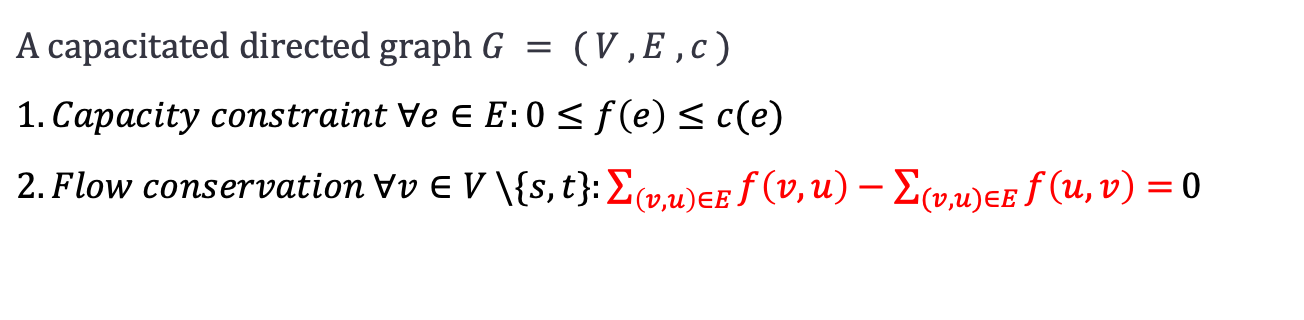 A capacitated directed graph G = (V ,E ,c )
1. Capacity constraint ∀e ∈ E: 0 ≤ f(e) ≤ c(e)
2. Flow conservation ∀v ∈ V \{s, t}: ∑(v,u)∈E f(v, u) − ∑(v,u)∈E f(u, v) = 0